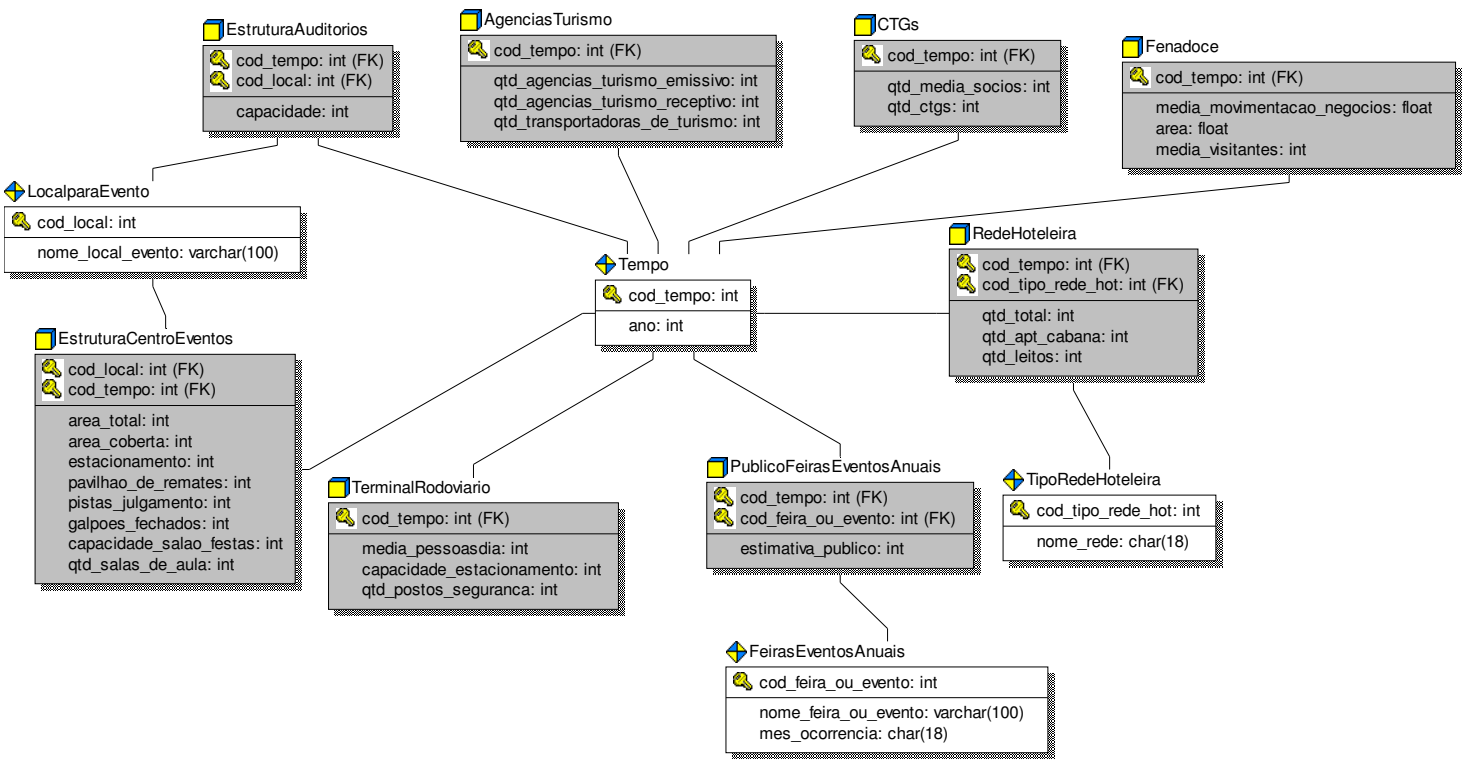 EstruturaAuditorios
cod_tempo: int (FK)
cod_local: int (FK)
capacidade: int
AgenciasTurismo
cod_tempo: int (FK)
qtd_agencias_turismo_emissivo: int
qtd_agencias_turismo_receptivo: int
qtd_transportadoras_de_turismo: int
CTGs
cod_tempo: int (FK)
qtd_media_socios: int
qtd_ctgs: int
Fenadoce
cod_tempo: int (FK)
media_movimentacao_negocios: float
area: float
media_visitantes: int
LocalparaEvento
cod_local: int
nome_local_evento: varchar(100)
Tempo
cod_tempo: int
ano: int
RedeHoteleira
cod_tempo: int (FK)
cod_tipo_rede_hot: int (FK)
qtd_total: int
qtd_apt_cabana: int
qtd_leitos: int
EstruturaCentroEventos
cod_local: int (FK)
cod_tempo: int (FK)
area_total: int
area_coberta: int
estacionamento: int
pavilhao_de_remates: int
pistas_julgamento: int
galpoes_fechados: int
capacidade_salao_festas: int
qtd_salas_de_aula: int
TerminalRodoviario
cod_tempo: int (FK)
media_pessoasdia: int
capacidade_estacionamento: int
qtd_postos_seguranca: int
PublicoFeirasEventosAnuais
cod_tempo: int (FK)
cod_feira_ou_evento: int (FK)
estimativa_publico: int
TipoRedeHoteleira
cod_tipo_rede_hot: int
nome_rede: char(18)
FeirasEventosAnuais
cod_feira_ou_evento: int
nome_feira_ou_evento: varchar(100)
mes_ocorrencia: char(18)